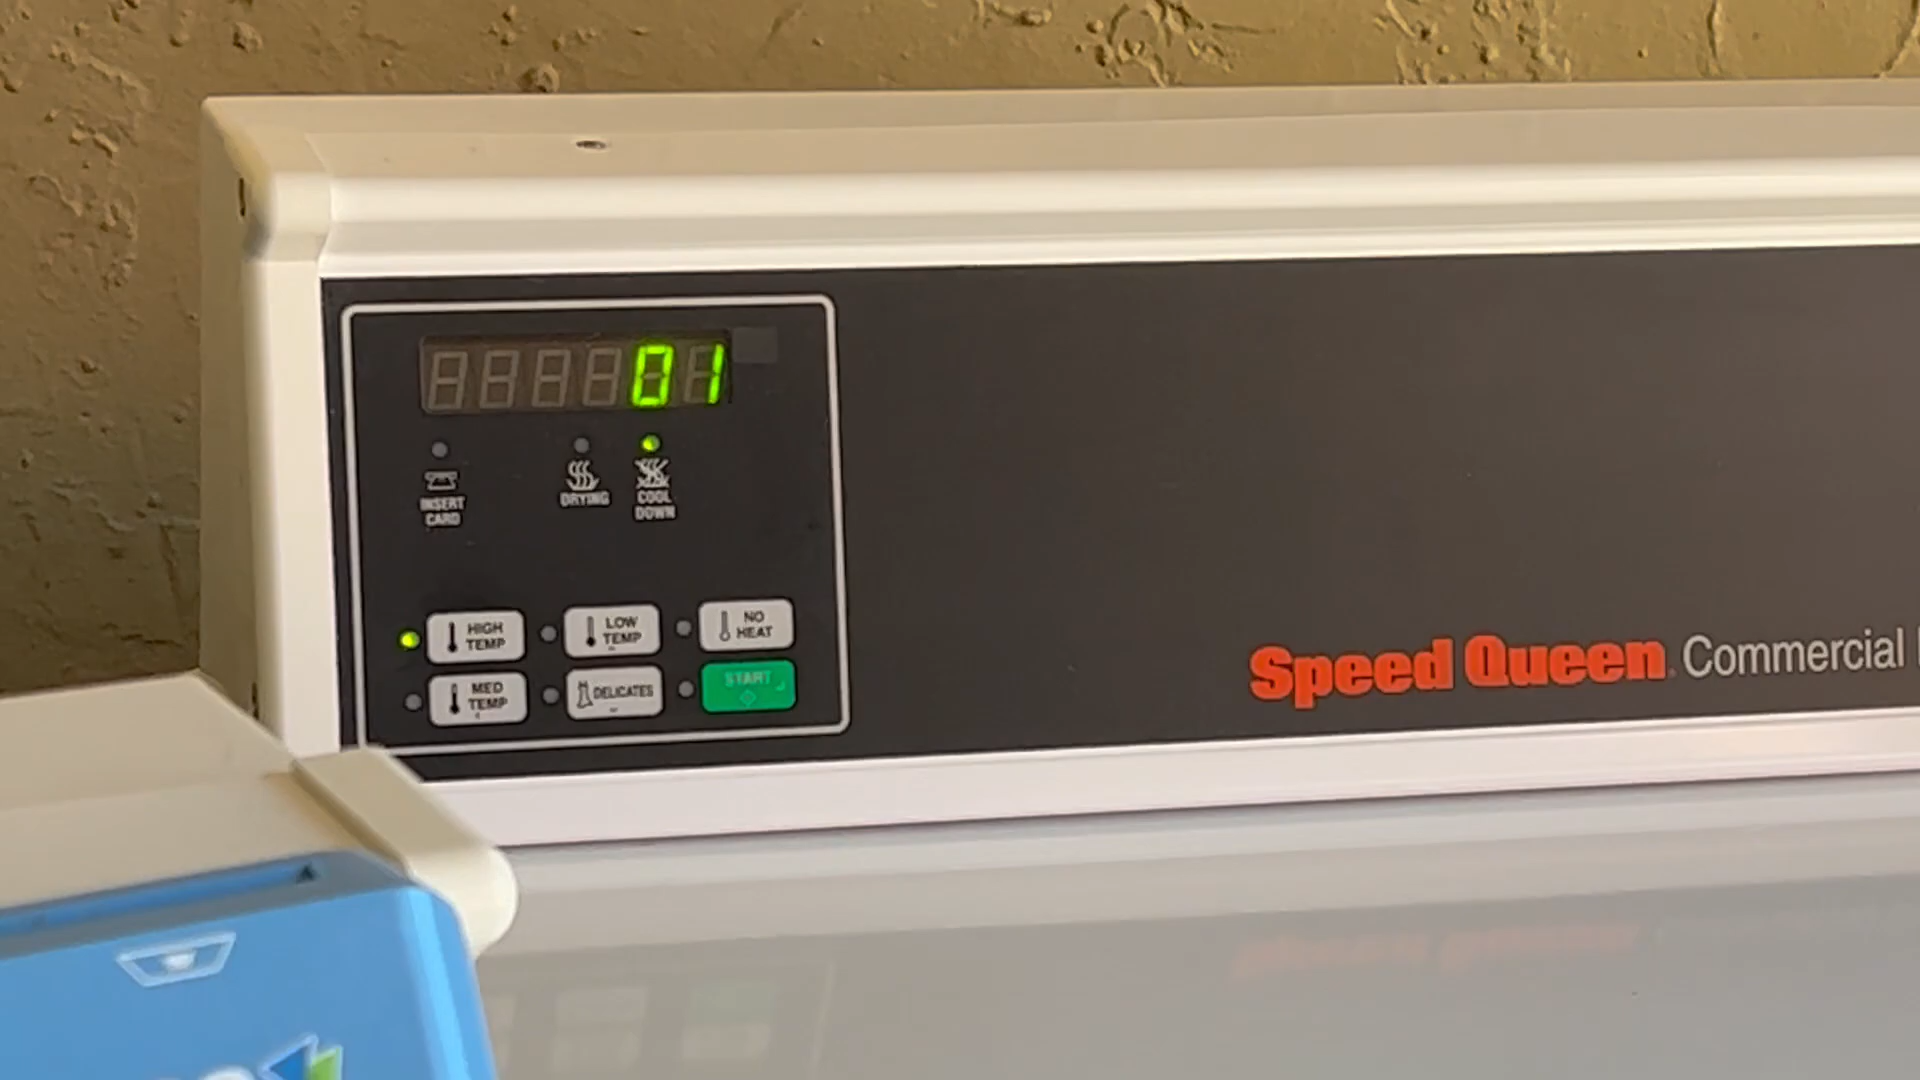 01
INSERT
CARD
DRYING
COOL
DOWN
HIGH
TEMP
LOW
TEMP
NO
HEAT
MED
TEMP
DELICATES
START
Speed Queen Commercial